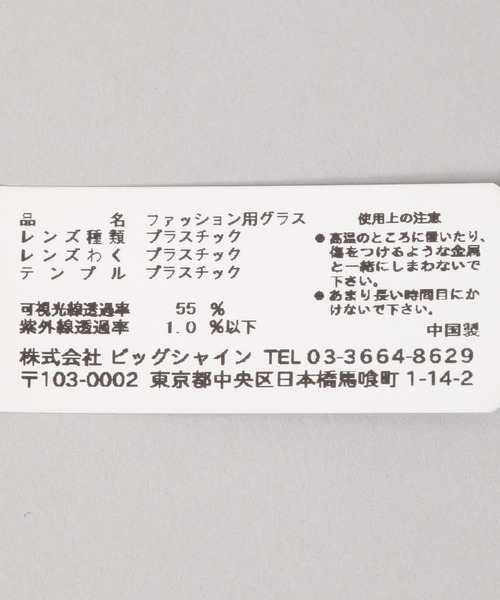 品名 ファッション用グラス
レンズ種類 プラスチック
レンズわく プラスチック
テンプル プラスチック
可視光線透過率 55 %
紫外線透過率 1.0 %以下
使用上の注意
●高温のところに置いたり、
傷をつけるような金属
と一緒にしまわないで
下さい。
●あまり長い時間目にか
けないで下さい。
中国製
株式会社 ビッグシャイン TEL 03-3664-8629
〒103-0002 東京都中央区日本橋馬喰町 1-14-2